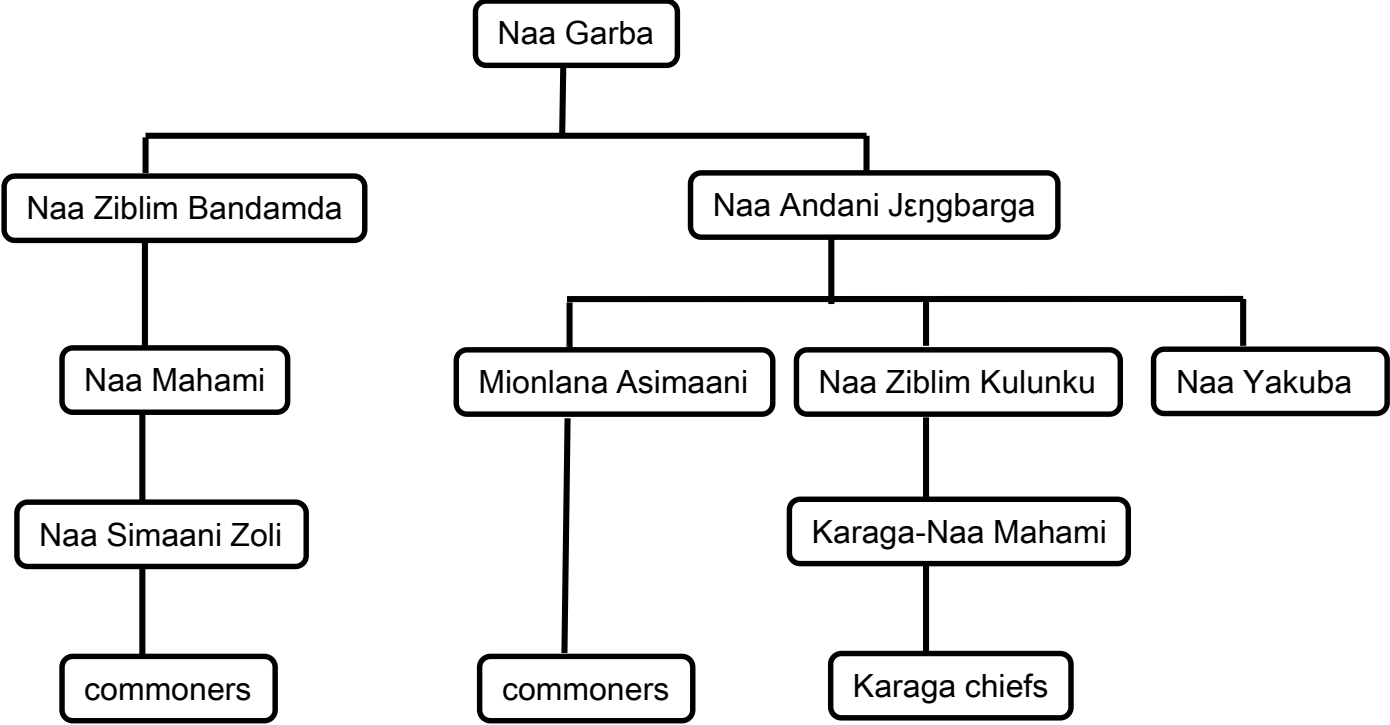 Naa Garba
Naa Ziblim Bandamda
Naa Andani Jɛŋgbarga
Naa Mahami
Mionlana Asimaani
Naa Ziblim Kulunku
Naa Yakuba
Naa Simaani Zoli
Karaga-Naa Mahami
commoners
commoners
Karaga chiefs